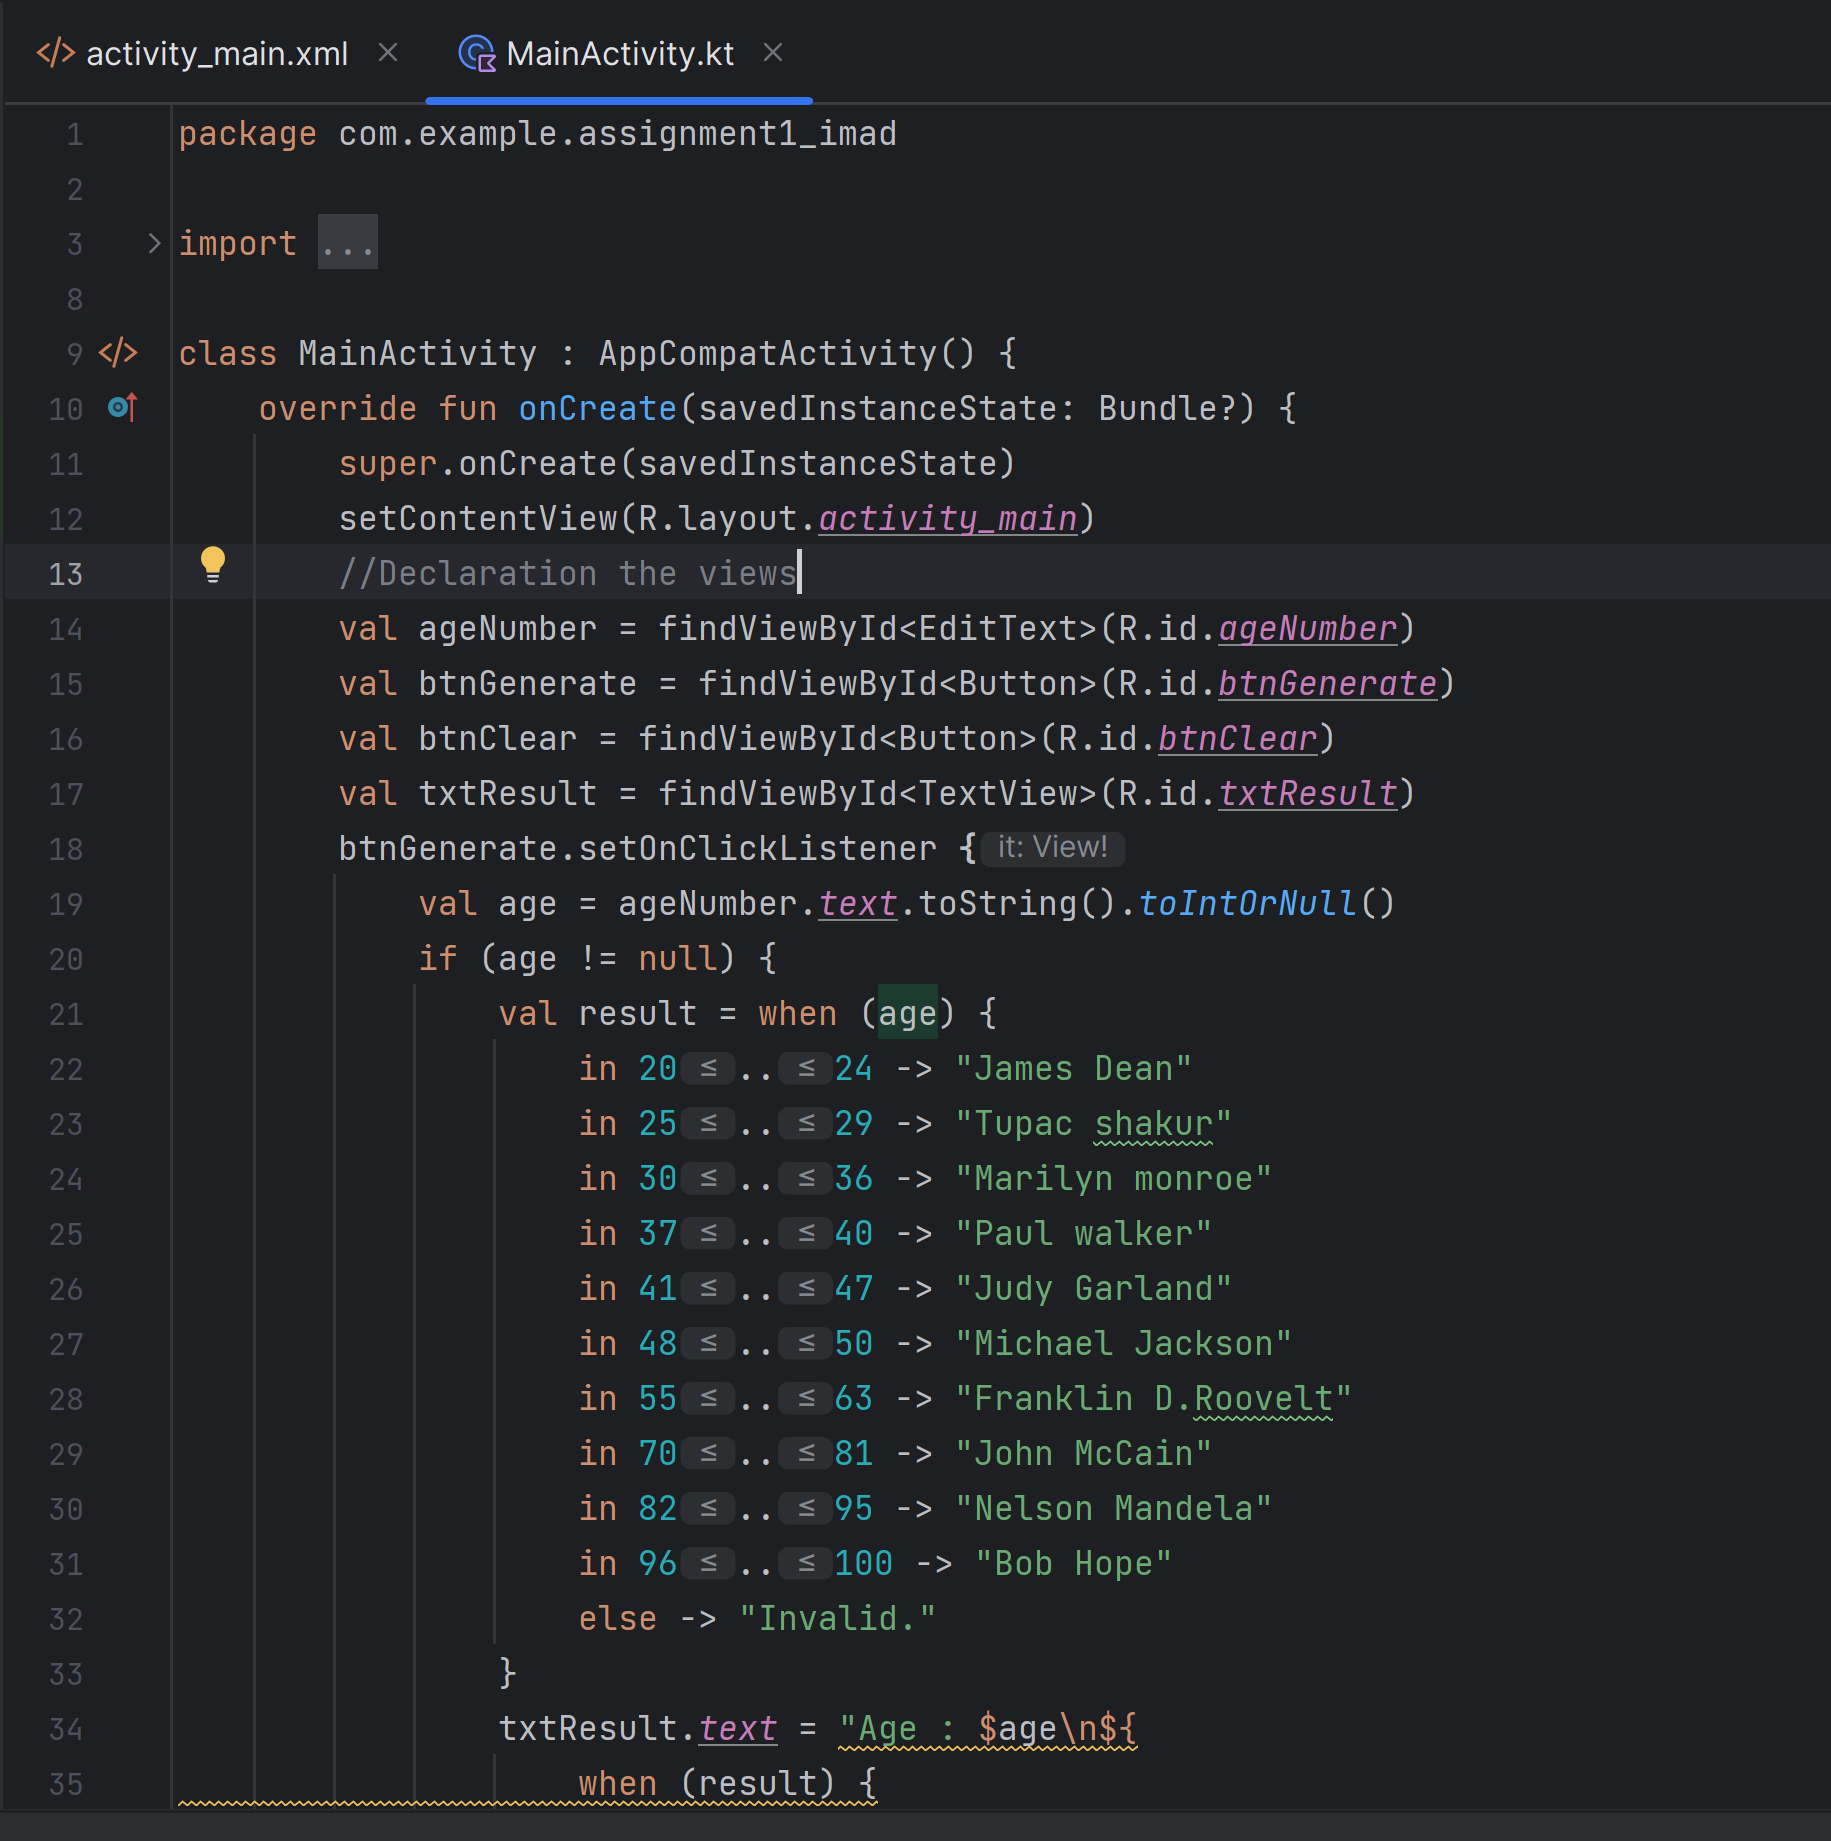 activity_main.xml MainActivity.kt
1 package com.example.assignment1_imad
2
3 import ...
8
9 class MainActivity : AppCompatActivity() {
10 override fun onCreate(savedInstanceState: Bundle?) {
11 super.onCreate(savedInstanceState)
12 setContentView(R.layout.activity_main)
13 //Declaration the views
14 val ageNumber = findViewById<EditText>(R.id.ageNumber)
15 val btnGenerate = findViewById<Button>(R.id.btnGenerate)
16 val btnClear = findViewById<Button>(R.id.btnClear)
17 val txtResult = findViewById<TextView>(R.id.txtResult)
18 btnGenerate.setOnClickListener { it: View!
19 val age = ageNumber.text.toString().toIntOrNull()
20 if (age != null) {
21 val result = when (age) {
22 in 20 ≤ .. ≤ 24 -> "James Dean"
23 in 25 ≤ .. ≤ 29 -> "Tupac shakur"
24 in 30 ≤ .. ≤ 36 -> "Marilyn monroe"
25 in 37 ≤ .. ≤ 40 -> "Paul walker"
26 in 41 ≤ .. ≤ 47 -> "Judy Garland"
27 in 48 ≤ .. ≤ 50 -> "Michael Jackson"
28 in 55 ≤ .. ≤ 63 -> "Franklin D.Roovelt"
29 in 70 ≤ .. ≤ 81 -> "John McCain"
30 in 82 ≤ .. ≤ 95 -> "Nelson Mandela"
31 in 96 ≤ .. ≤ 100 -> "Bob Hope"
32 else -> "Invalid."
33 }
34 txtResult.text = "Age : $age\n${
35 when (result) {